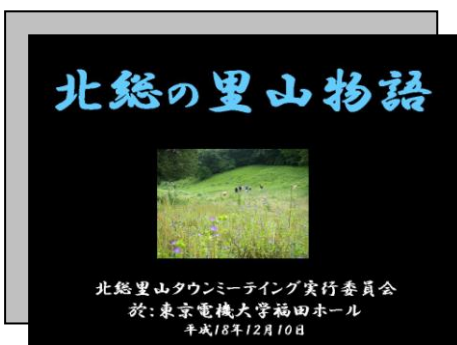 北総の里山物語
北総里山タウンミーテイング実行委員会
於:東京電機大学福田ホール
平成18年12月10日